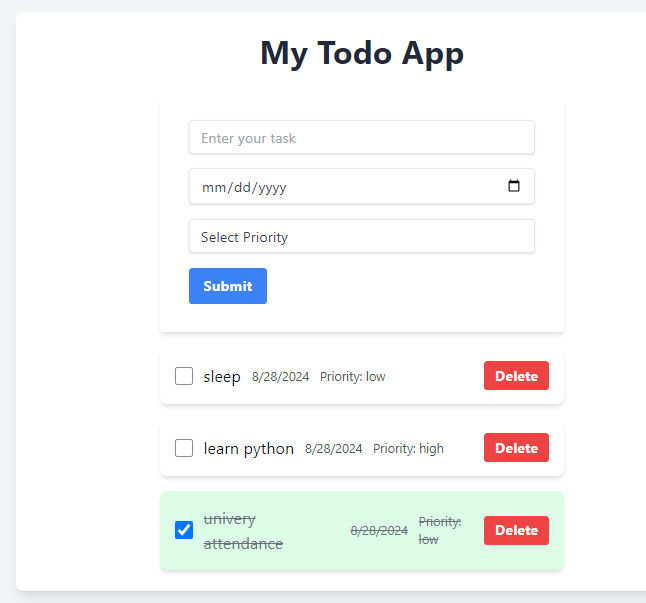 My Todo App
Enter your task
mm/dd/yyyy
Select Priority
Submit
sleep 8/28/2024 Priority: low Delete
learn python 8/28/2024 Priority: high Delete
univery attendance 8/28/2024 Priority: low Delete